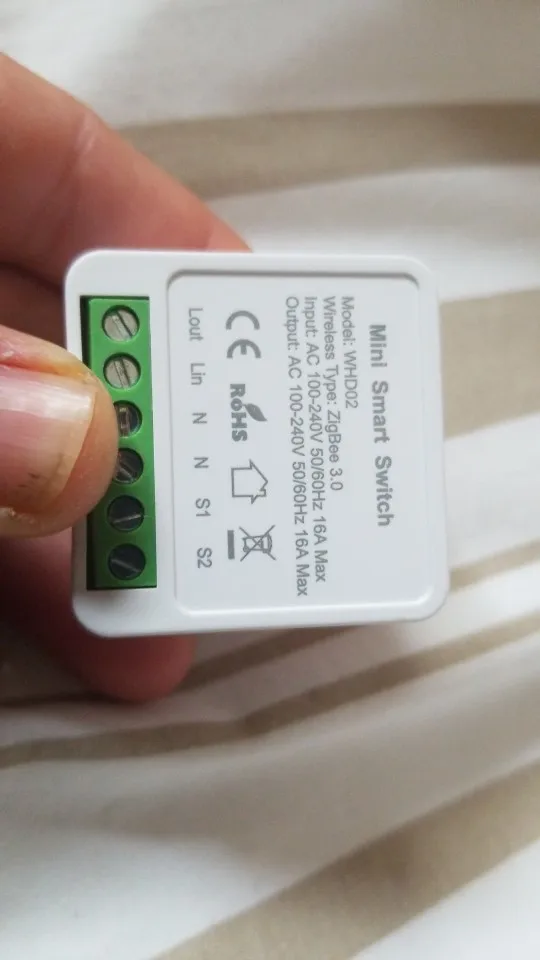 Mini Smart Switch
Model: WHD02
Wireless Type: ZigBee 3.0
Input: AC 100-240V 50/60Hz 16A Max
Output: AC 100-240V 50/60Hz 16A Max
CE RoHS
Lout Lin N N S1 S2